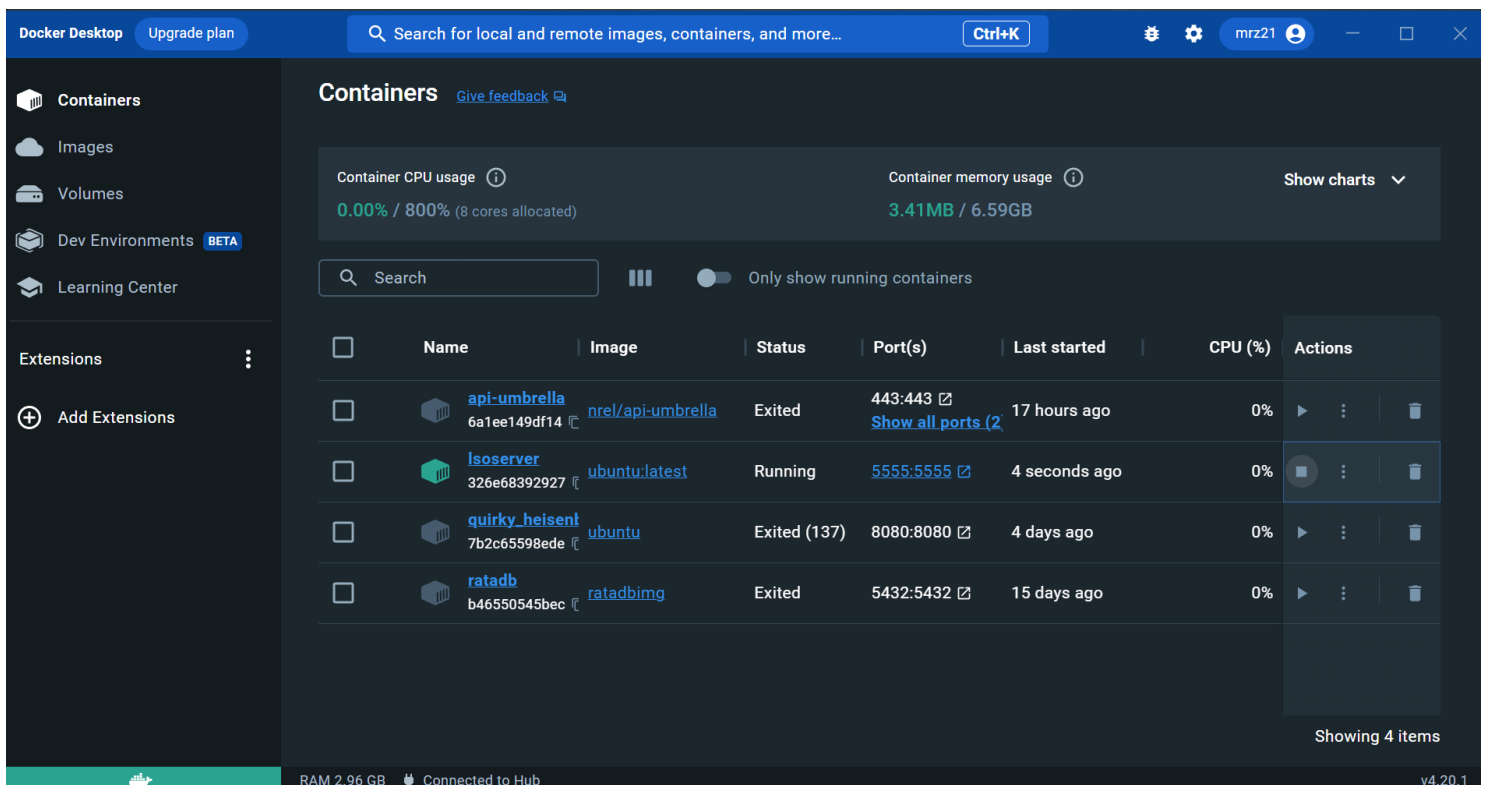 Docker Desktop Upgrade plan Search for local and remote images, containers, and more... Ctrl+K mrz21
Containers
Images
Volumes
Dev Environments BETA
Learning Center
Extensions
Add Extensions
Containers Give feedback
Container CPU usage
0.00% / 800% (8 cores allocated)
Container memory usage
3.41MB / 6.59GB
Show charts
Search Only show running containers
Name Image Status Port(s) Last started CPU (%) Actions
api-umbrella
6a1ee149df14
nrel/api-umbrella Exited
443:443
Show all ports (2
17 hours ago 0%
lsoserver
326e68392927
ubuntu:latest Running 5555:5555 4 seconds ago 0%
quirky_heisenb
7b2c65598ede
ubuntu Exited (137) 8080:8080 4 days ago 0%
ratadb
b46550545bec
ratadbimg Exited 5432:5432 15 days ago 0%
Showing 4 items
RAM 2.96 GB Connected to Hub v4.20.1